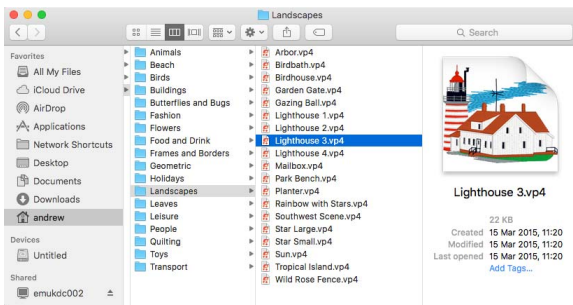 Landscapes
Search
Favorites
All My Files
iCloud Drive
AirDrop
Applications
Network Shortcuts
Desktop
Documents
Downloads
andrew
Devices
Untitled
Shared
emukdc002
Animals
Beach
Birds
Buildings
Butterflies and Bugs
Fashion
Flowers
Food and Drink
Frames and Borders
Geometric
Holidays
Landscapes
Leaves
Leisure
People
Quilting
Toys
Transport
Arbor.vp4
Birdbath.vp4
Birdhouse.vp4
Garden Gate.vp4
Gazing Ball.vp4
Lighthouse 1.vp4
Lighthouse 2.vp4
Lighthouse 3.vp4
Lighthouse 4.vp4
Mailbox.vp4
Park Bench.vp4
Planter.vp4
Rainbow with Stars.vp4
Southwest Scene.vp4
Star Large.vp4
Star Small.vp4
Sun.vp4
Tropical Island.vp4
Wild Rose Fence.vp4
Lighthouse 3.vp4
22 KB
Created 15 Mar 2015, 11:20
Modified 15 Mar 2015, 11:20
Last opened 15 Mar 2015, 11:20
Add Tags...